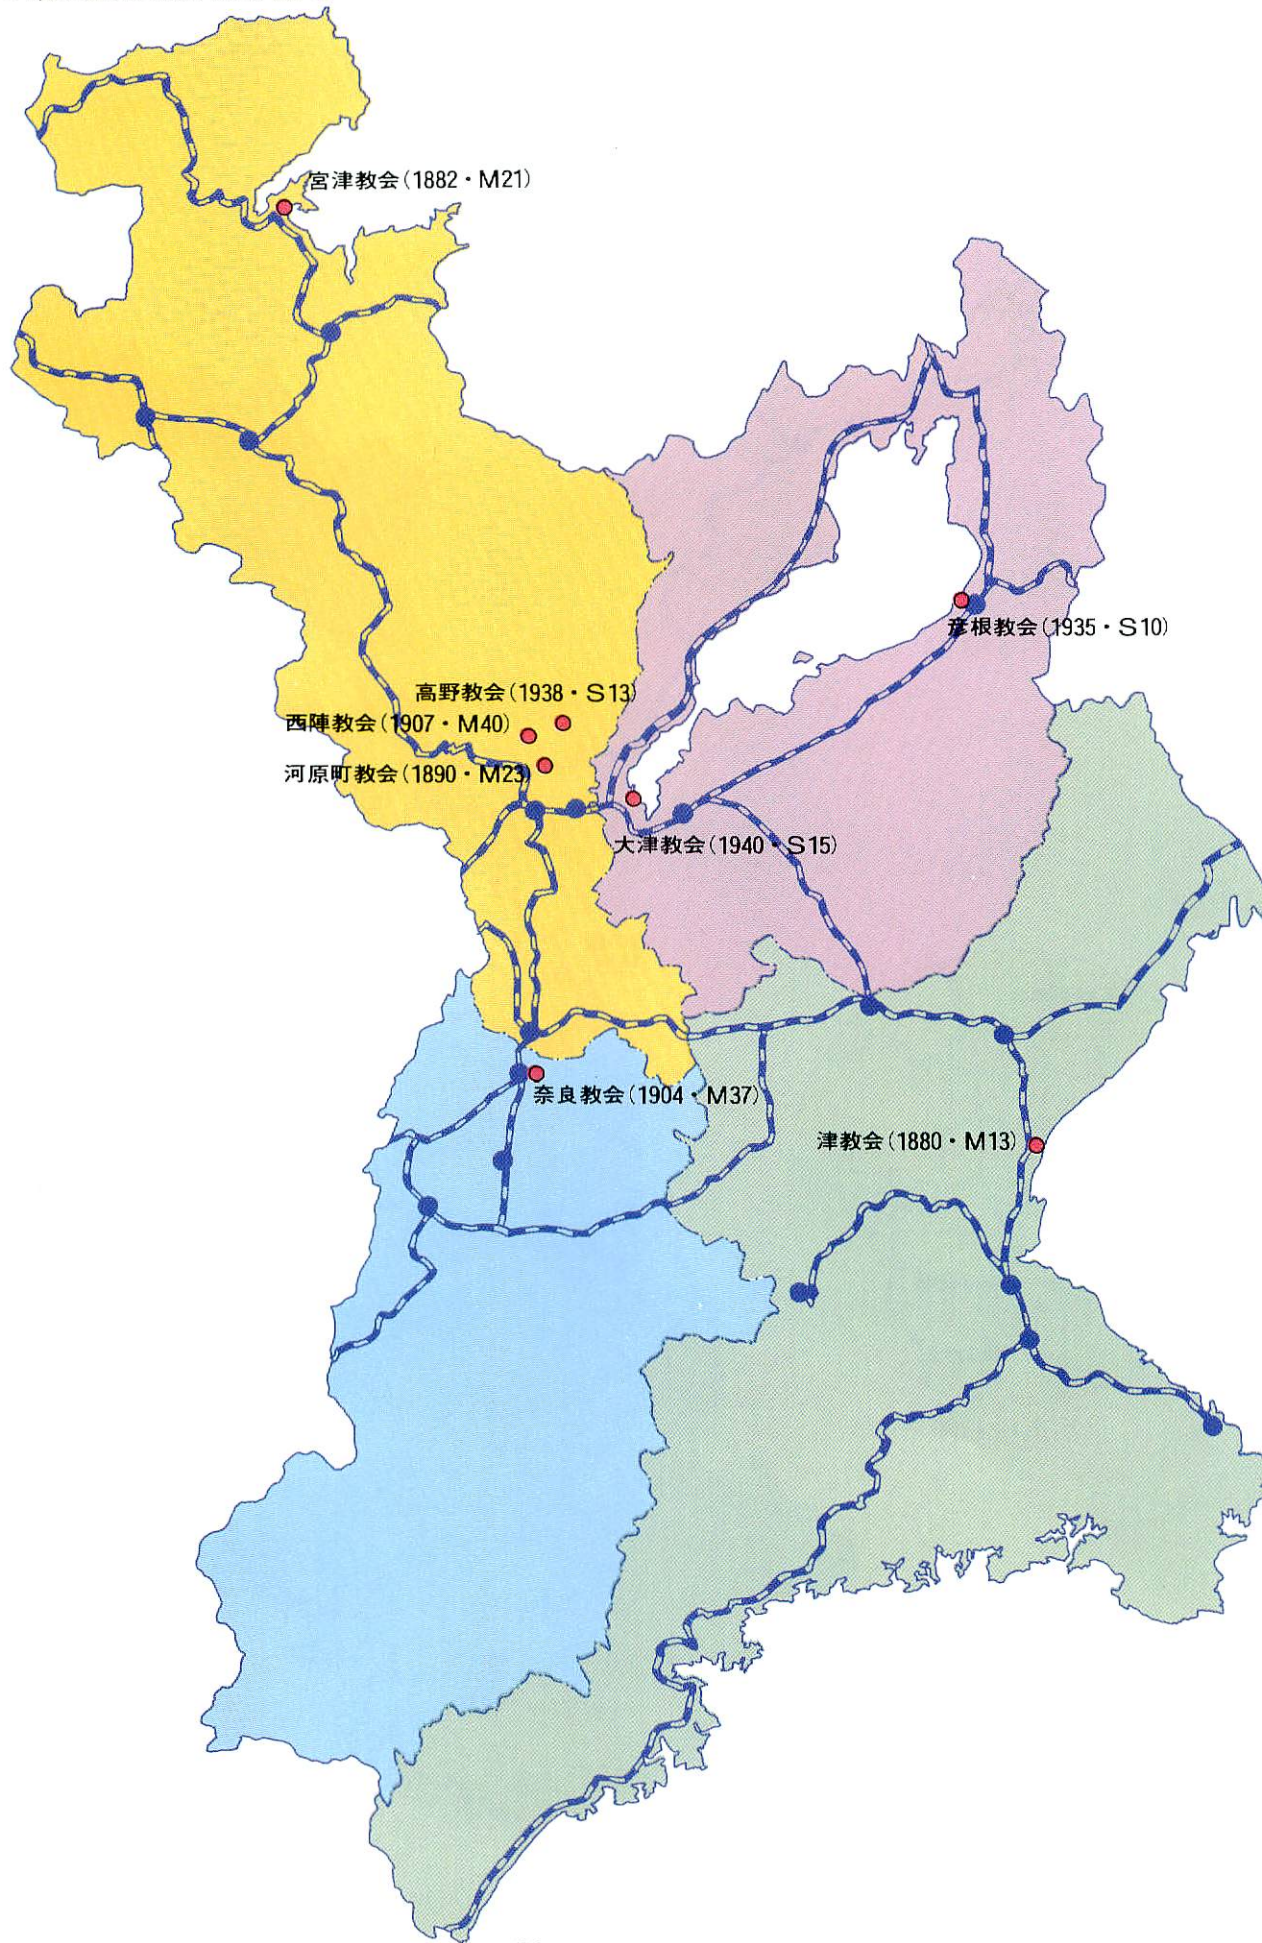 宮津教会(1882・M21)
彦根教会(1935・S10)
高野教会(1938・S13)
西陣教会(1907・M40)
河原町教会(1890・M23)
大津教会(1940・S15)
奈良教会(1904・M37)
津教会(1880・M13)